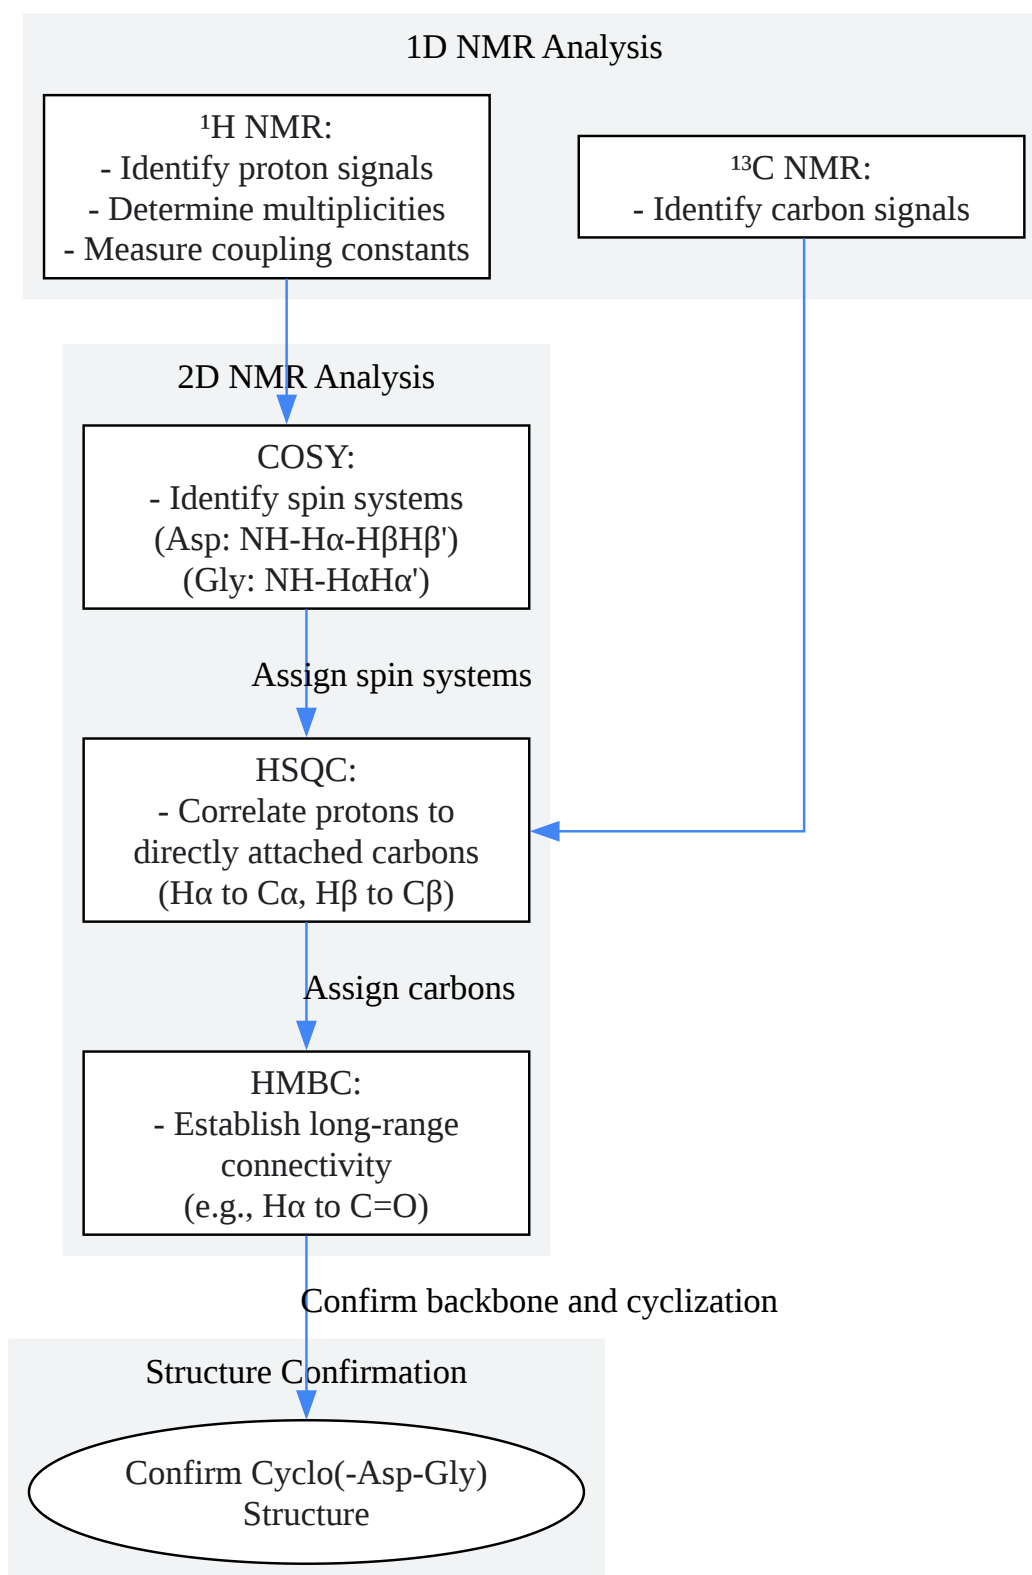 1D NMR Analysis
¹H NMR:
- Identify proton signals
- Determine multiplicities
- Measure coupling constants
¹³C NMR:
- Identify carbon signals
2D NMR Analysis
COSY:
- Identify spin systems
(Asp: NH-Hα-HβHβ')
(Gly: NH-HαHα')
Assign spin systems
HSQC:
- Correlate protons to
directly attached carbons
(Hα to Cα, Hβ to Cβ)
Assign carbons
HMBC:
- Establish long-range
connectivity
(e.g., Hα to C=O)
Confirm backbone and cyclization
Structure Confirmation
Confirm Cyclo(-Asp-Gly)
Structure